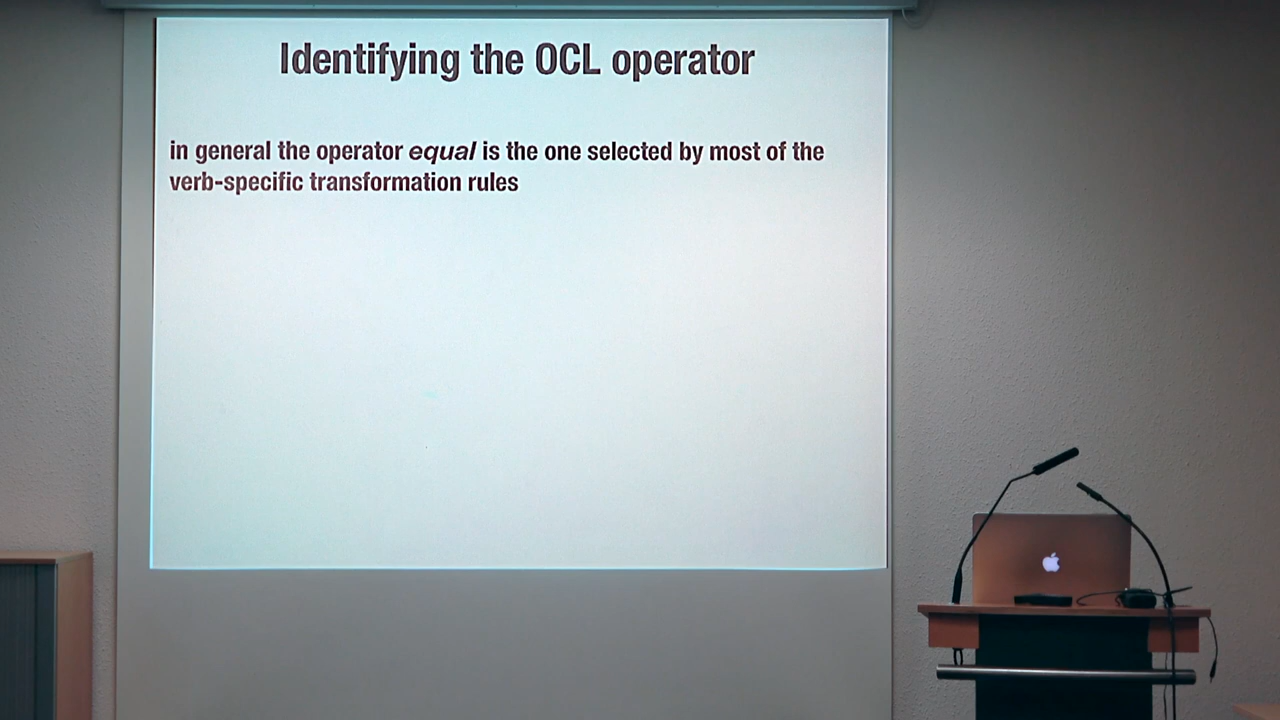 Identifying the OCL operator
in general the operator equal is the one selected by most of the
verb-specific transformation rules